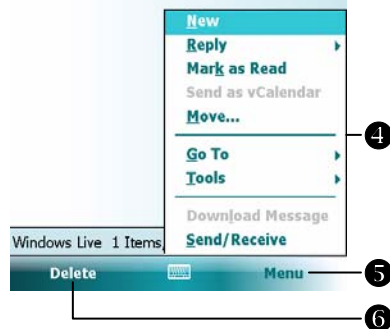 New
Reply
Mark as Read
Send as vCalendar
Move...
4
Go To
Tools
Download Message
Windows Live 1 Items,
Send/Receive
Delete
Menu
5
6